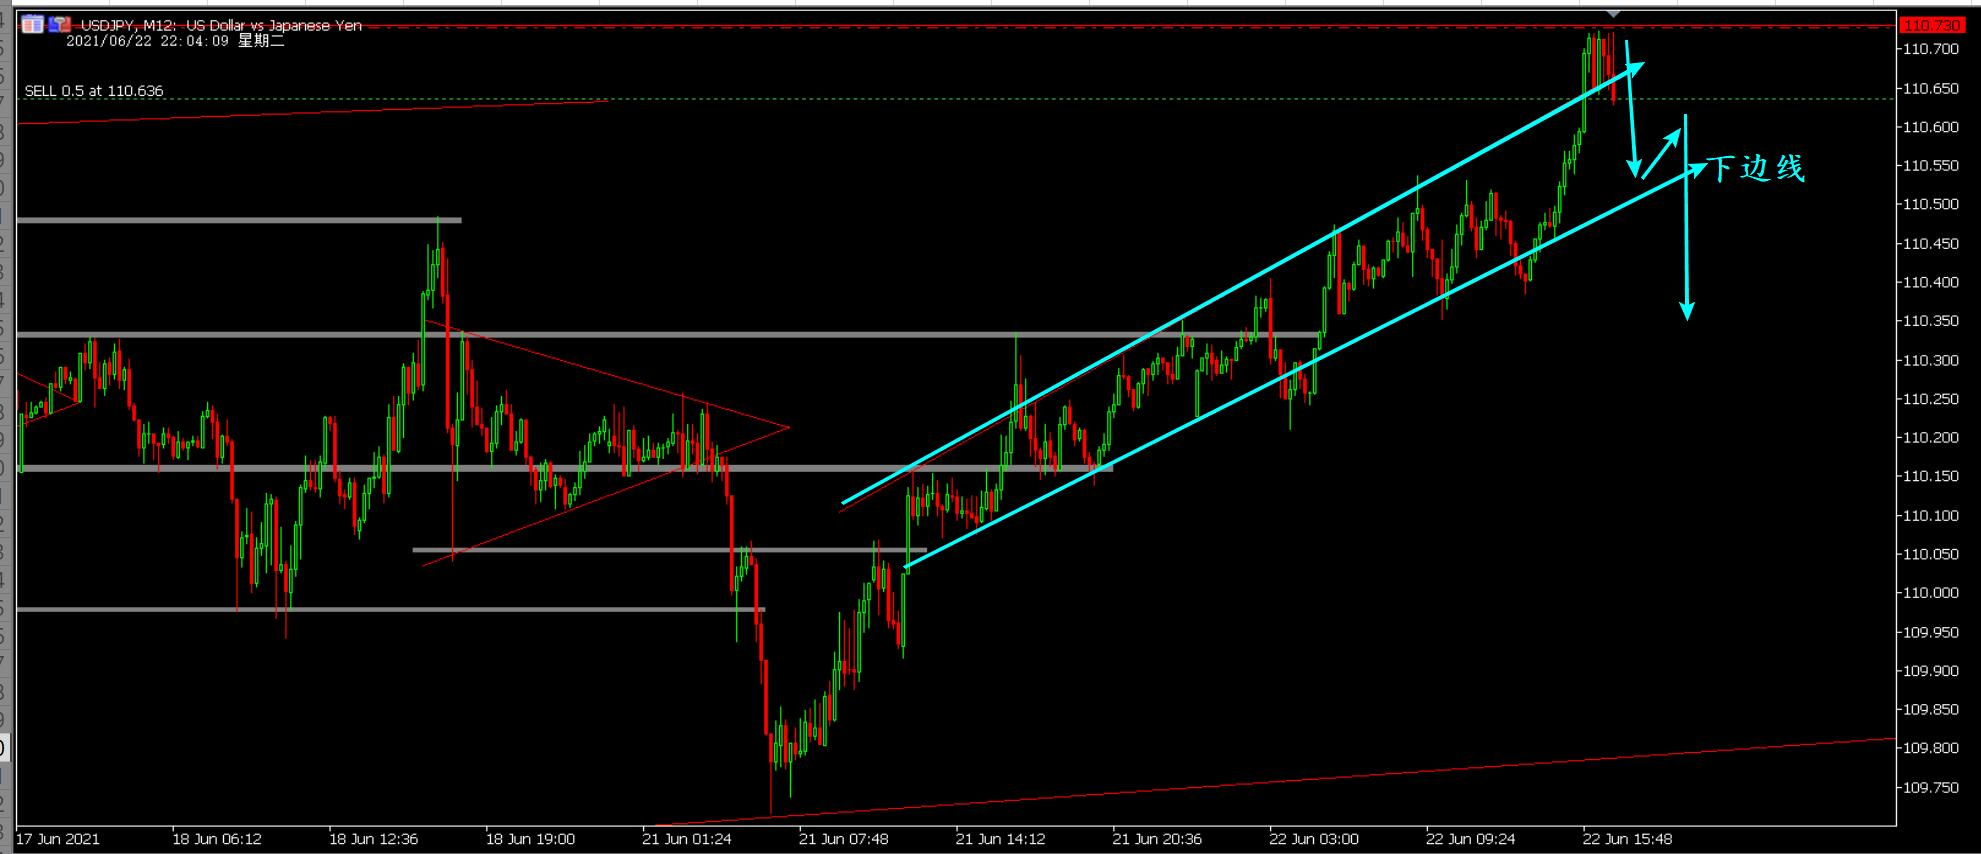 USDJPY, M12: US Dollar vs Japanese Yen
2021/06/22 22:04:09 星期二
SELL 0.5 at 110.636
下边线
110.730
110.700
110.650
110.600
110.550
110.500
110.450
110.400
110.350
110.300
110.250
110.200
110.150
110.100
110.050
110.000
109.950
109.900
109.850
109.800
109.750
17 Jun 2021
18 Jun 06:12
18 Jun 12:36
18 Jun 19:00
21 Jun 01:24
21 Jun 07:48
21 Jun 14:12
21 Jun 20:36
22 Jun 03:00
22 Jun 09:24
22 Jun 15:48